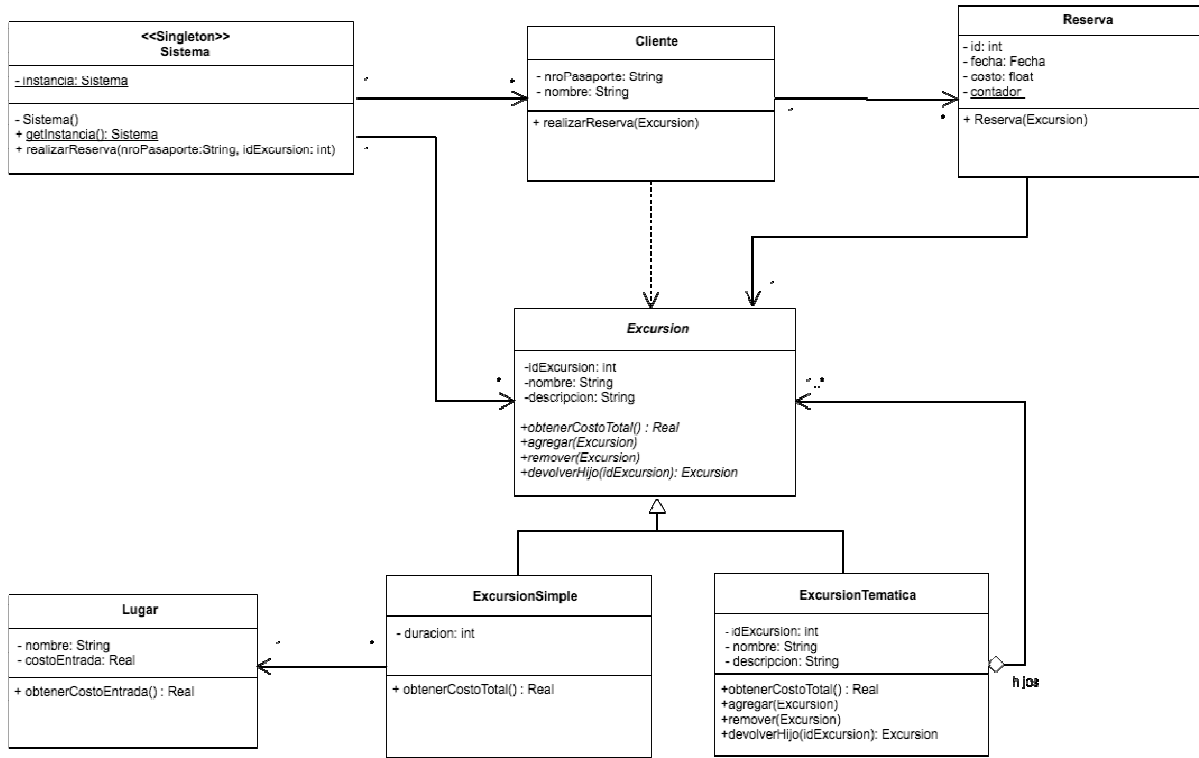 <<Singleton>>
Sistema
- instancia: Sistema
- Sistema()
+ getInstancia(): Sistema
+ realizarReserva(nroPasaporte:String, idExcursion: int)
Cliente
- nroPasaporte: String
- nombre: String
+ realizarReserva(Excursion)
Reserva
- id: int
- fecha: Fecha
- costo: float
- contador
+ Reserva(Excursion)
*
*
*
*
Excursion
-idExcursion: int
-nombre: String
-descripcion: String
+obtenerCostoTotal() : Real
+agregar(Excursion)
+remover(Excursion)
+devolverHijo(idExcursion): Excursion
Lugar
- nombre: String
- costoEntrada: Real
+ obtenerCostoEntrada() : Real
ExcursionSimple
- duracion: int
+ obtenerCostoTotal() : Real
ExcursionTematica
- idExcursion: int
- nombre: String
- descripcion: String
+obtenerCostoTotal() : Real
+agregar(Excursion)
+remover(Excursion)
+devolverHijo(idExcursion): Excursion
hijos